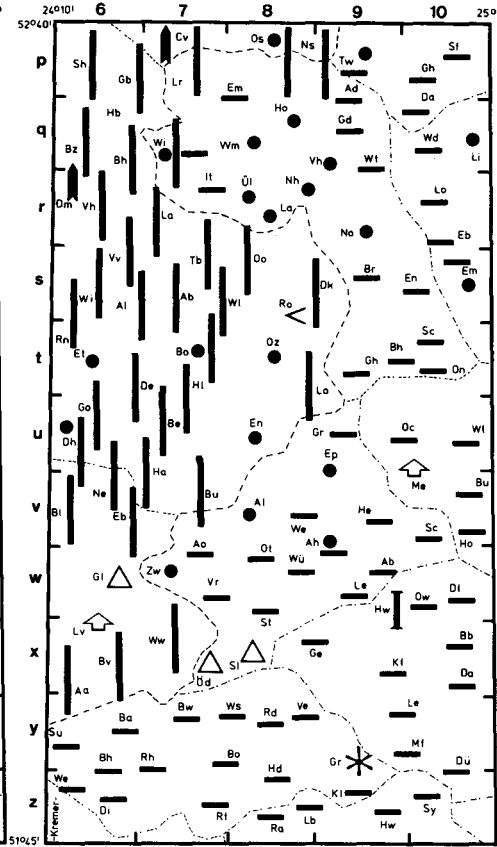 24°10'|
6
7
8
9
10
25°
52°40'
p
q
r
s
t
u
v
w
x
y
z
51°45'
Cv
Os
Ns
Tw
Sf
Sh
Gb
Lr
Em
Ad
Gh
Da
Hb
Ho
Gd
Bz
Bh
Wi
Wm
Vh
Wt
Wd
Li
It
Ül
Nh
Dm
Vh
La
La
Na
Lo
Eb
Vv
Tb
Do
Br
En
Em
Wi
Al
Ab
Wl
Ro
Dk
Rn
Et
Bo
Oz
Sc
Bh
Gh
On
De
Hl
Lo
Go
Be
En
Gr
Oc
Wl
Dh
Ha
Ep
Me
Bu
Bl
Ne
Eb
Bu
Al
We
He
Ho
Ao
Ah
Sc
Gl
Zw
Ot
Wü
Ab
Vr
Le
Hw
Ow
Dl
Lv
St
Bv
Ww
Ge
Bb
Sl
Öd
Kf
Da
Aa
Su
Ba
Bw
Ws
Rd
Ve
Le
Bh
Rh
Bo
Gr
Mf
Dü
We
Hd
Kl
Di
Rf
Ra
Lb
Hw
Sy
-Kremer-